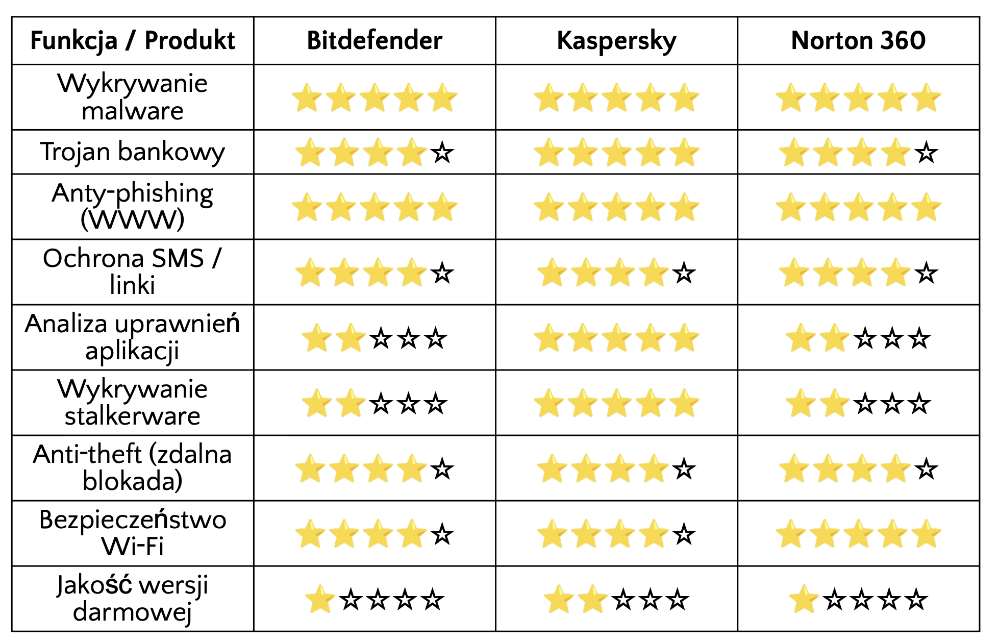 Funkcja / Produkt Bitdefender Kaspersky Norton 360
Wykrywanie
malware ⭐⭐⭐⭐⭐ ⭐⭐⭐⭐⭐ ⭐⭐⭐⭐⭐
Trojan bankowy ⭐⭐⭐⭐☆ ⭐⭐⭐⭐⭐ ⭐⭐⭐⭐☆
Anty-phishing
(WWW) ⭐⭐⭐⭐⭐ ⭐⭐⭐⭐⭐ ⭐⭐⭐⭐⭐
Ochrona SMS /
linki ⭐⭐⭐⭐☆ ⭐⭐⭐⭐☆ ⭐⭐⭐⭐☆
Analiza uprawnień
aplikacji ⭐⭐☆☆☆ ⭐⭐⭐⭐⭐ ⭐⭐☆☆☆
Wykrywanie
stalkerware ⭐⭐☆☆☆ ⭐⭐⭐⭐⭐ ⭐⭐☆☆☆
Anti-theft (zdalna
blokada) ⭐⭐⭐⭐☆ ⭐⭐⭐⭐☆ ⭐⭐⭐⭐☆
Bezpieczeństwo
Wi-Fi ⭐⭐⭐⭐☆ ⭐⭐⭐⭐☆ ⭐⭐⭐⭐⭐
Jakość wersji
darmowej ⭐☆☆☆☆ ⭐⭐☆☆☆ ⭐☆☆☆☆